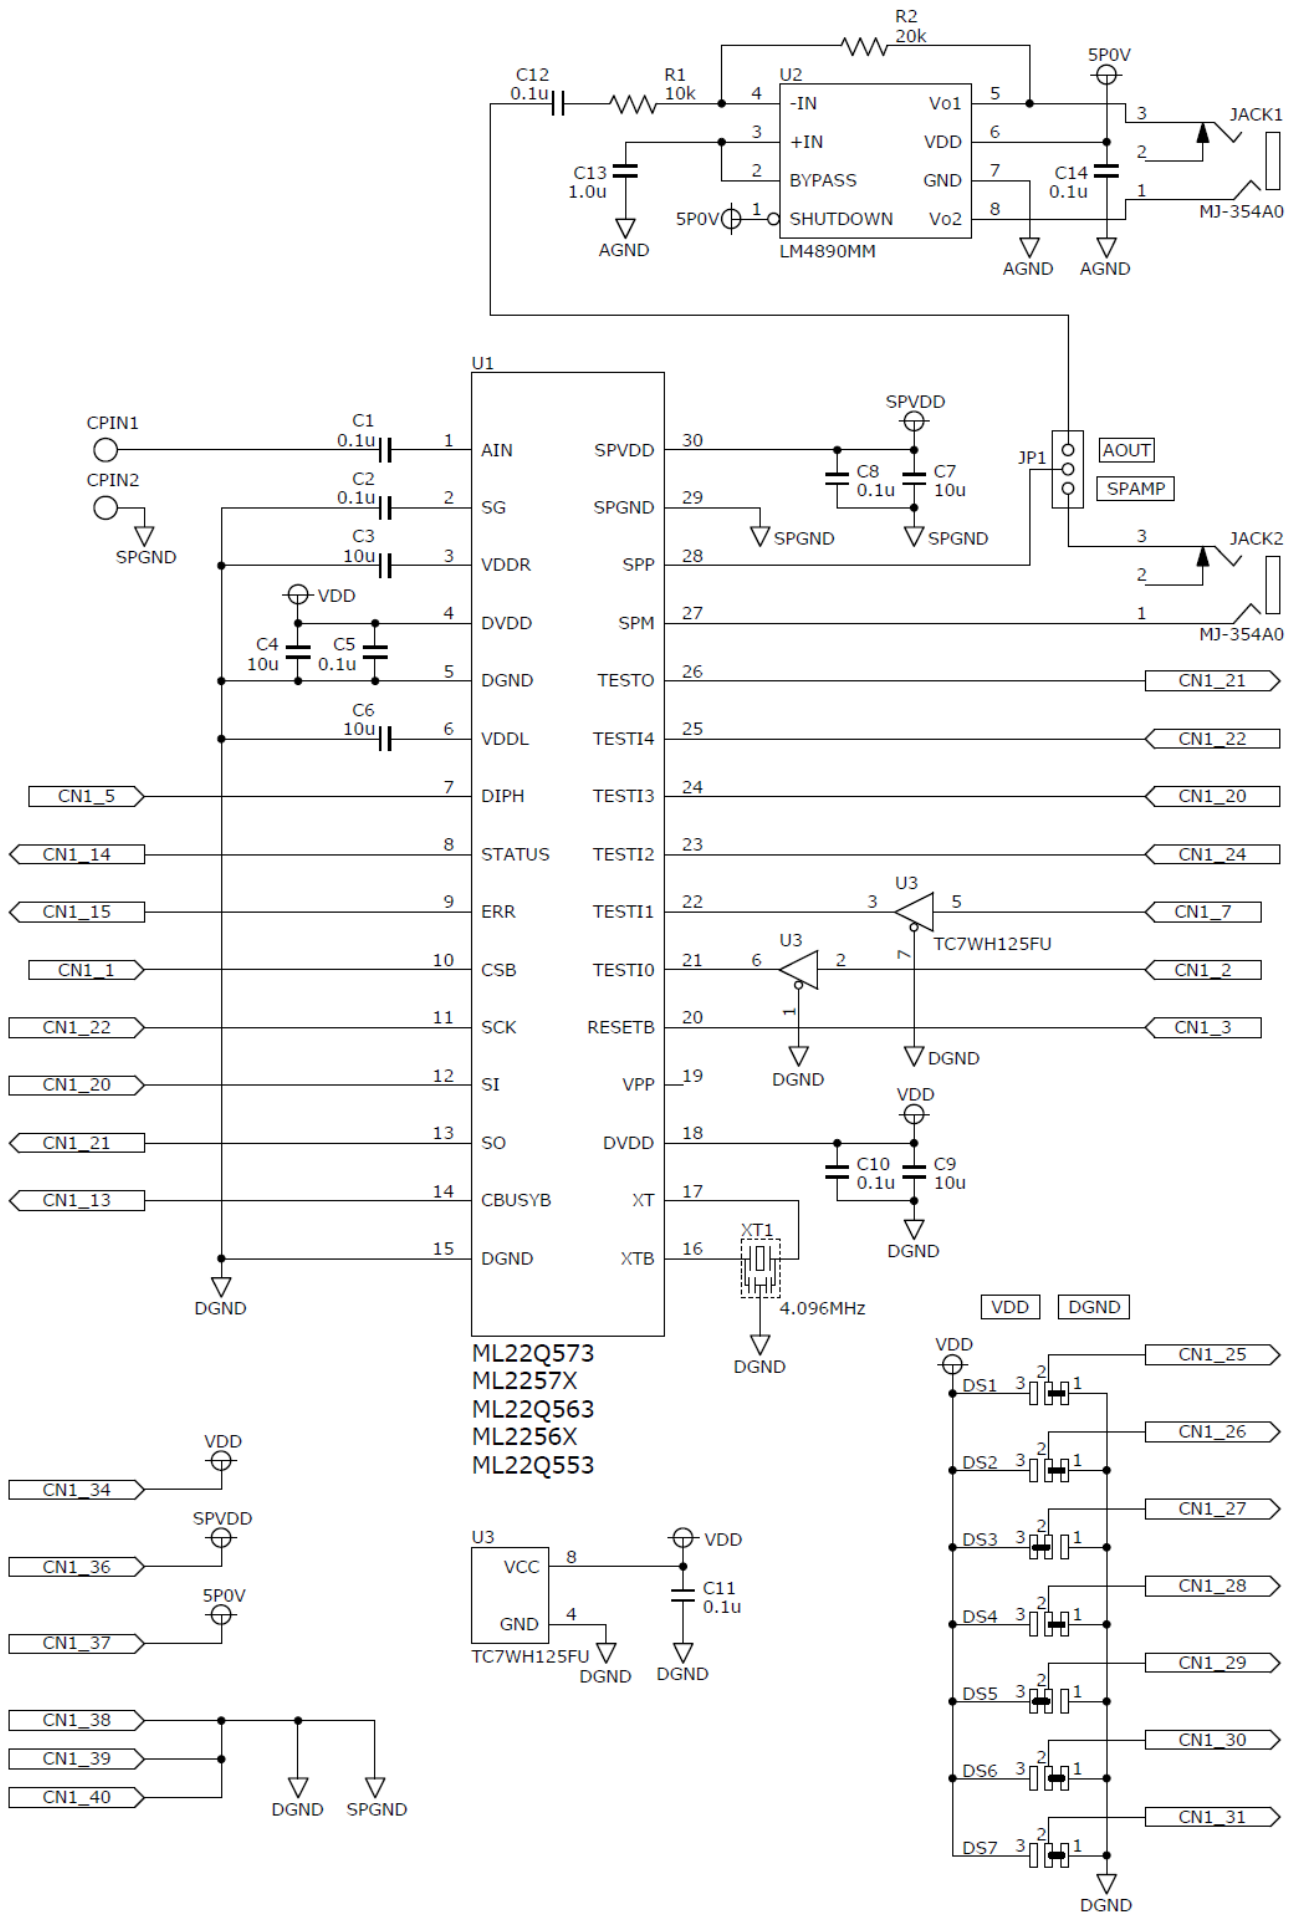 R2
20k
U2
5P0V
C12
0.1u
R1
10k
4 -IN Vo1 5
3 JACK1
3 +IN VDD 6
2
C13
1.0u
2 BYPASS GND 7
C14
0.1u
1
MJ-354A0
5P0V 1 SHUTDOWN Vo2 8
AGND
LM4890MM
AGND
AGND
U1
SPVDD
CPIN1
C1
0.1u
1 AIN SPVDD 30
JP1
AOUT
C8
0.1u
C7
10u
SPAMP
CPIN2
C2
0.1u
2 SG SPGND 29
SPGND
SPGND
SPGND
C3
10u
3 VDDR SPP 28
3 JACK2
2
VDD
4 DVDD SPM 27
1
MJ-354A0
C4
10u
C5
0.1u
5 DGND TESTO 26 CN1_21
C6
10u
6 VDDL TESTI4 25 CN1_22
CN1_5 7 DIPH TESTI3 24 CN1_20
CN1_14 8 STATUS TESTI2 23 CN1_24
U3
CN1_15 9 ERR TESTI1 22 3 5 CN1_7
TC7WH125FU
7
U3
CN1_1 10 CSB TESTI0 21 6 2 CN1_2
1
CN1_22 11 SCK RESETB 20 CN1_3
DGND
DGND
CN1_20 12 SI VPP 19
VDD
CN1_21 13 SO DVDD 18
C10
0.1u
C9
10u
CN1_13 14 CBUSYB XT 17
XT1
DGND
15 DGND XTB 16
DGND
4.096MHz
DGND
VDD DGND
ML22Q573
ML2257X
ML22Q563
ML2256X
ML22Q553
VDD
DS1 3 2 1 CN1_25
DS2 3 2 1 CN1_26
DS3 3 2 1 CN1_27
DS4 3 2 1 CN1_28
DS5 3 2 1 CN1_29
DS6 3 2 1 CN1_30
DS7 3 2 1 CN1_31
DGND
VDD
CN1_34
SPVDD
CN1_36
5P0V
CN1_37
U3
VCC 8
VDD
C11
0.1u
GND 4
TC7WH125FU
DGND
DGND
CN1_38
CN1_39
CN1_40
DGND
SPGND